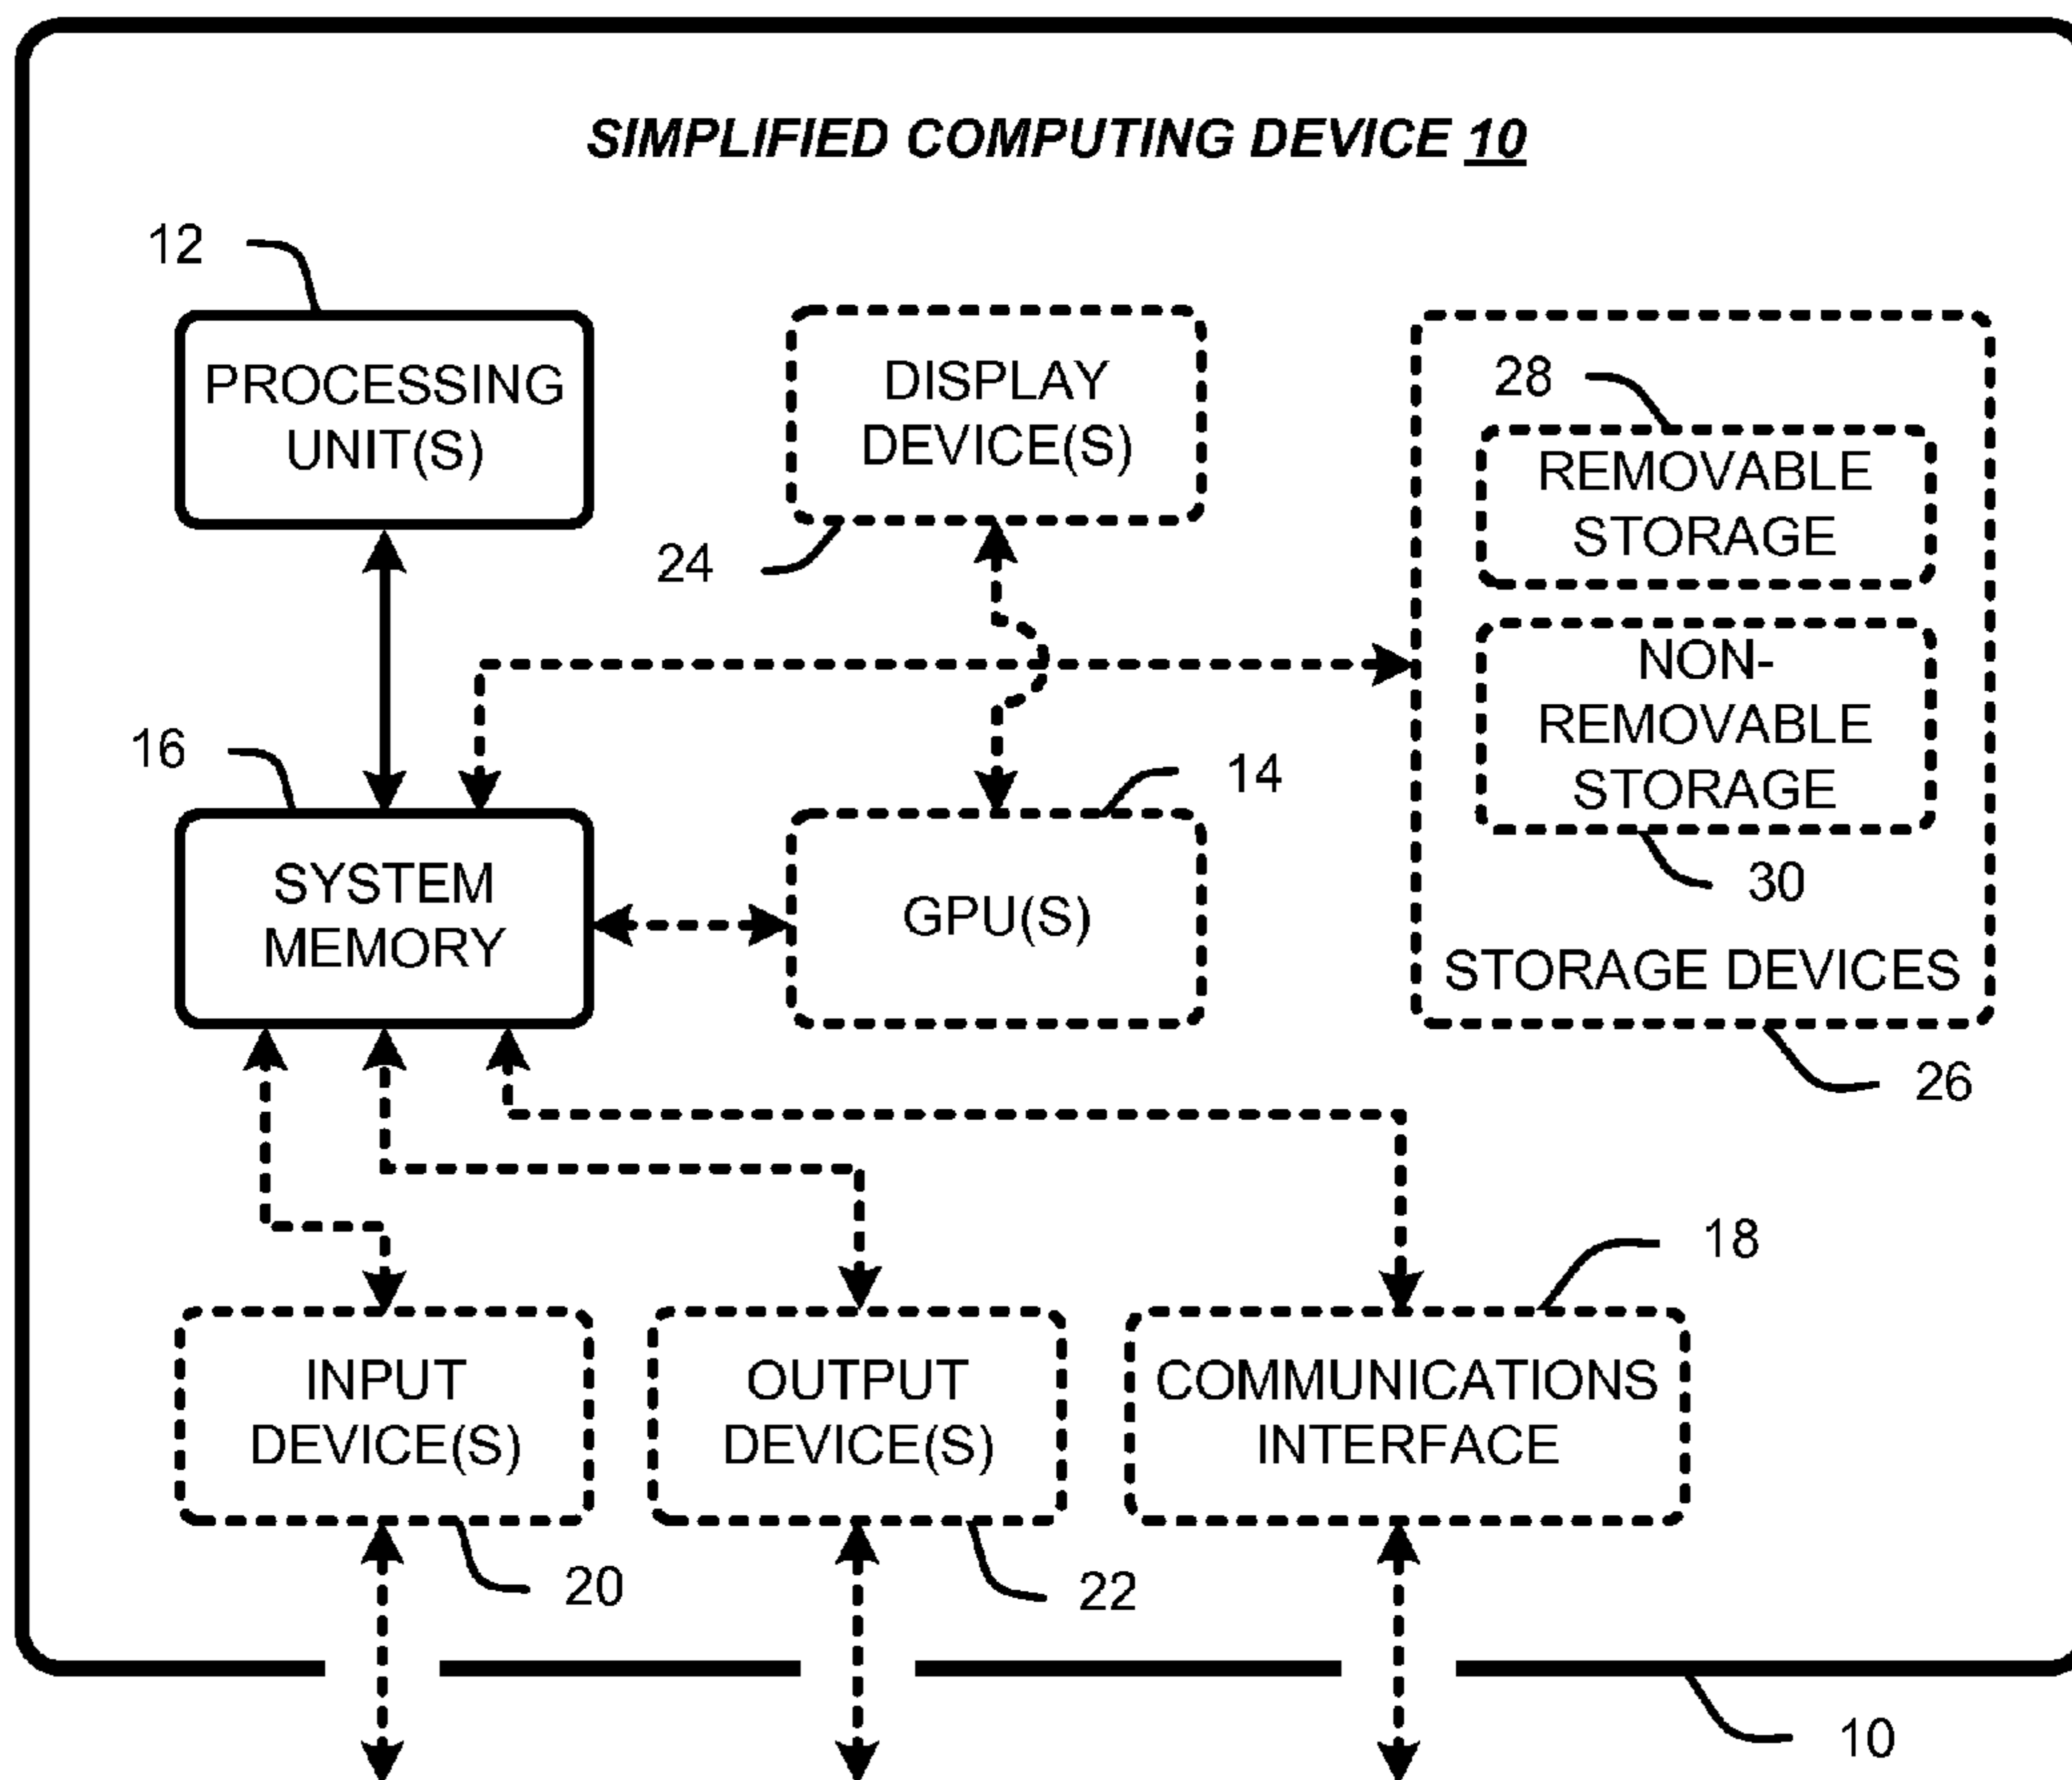 SIMPLIFIED COMPUTING DEVICE 10
12
PROCESSING
UNIT(S)
DISPLAY
DEVICE(S)
24
28
REMOVABLE
STORAGE
NON-
REMOVABLE
STORAGE
30
STORAGE DEVICES
26
16
SYSTEM
MEMORY
14
GPU(S)
18
INPUT
DEVICE(S)
20
OUTPUT
DEVICE(S)
22
COMMUNICATIONS
INTERFACE
10